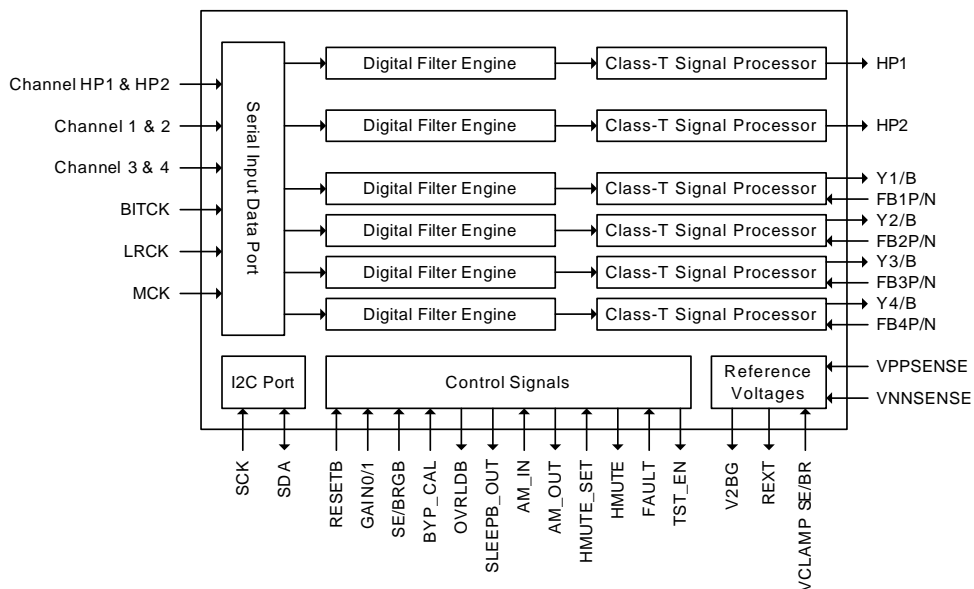 Channel HP1 & HP2
Channel 1 & 2
Channel 3 & 4
BITCK
LRCK
MCK
Serial Input Data Port
Digital Filter Engine
Class-T Signal Processor
HP1
Digital Filter Engine
Class-T Signal Processor
HP2
Digital Filter Engine
Class-T Signal Processor
Y1/B
FB1P/N
Digital Filter Engine
Class-T Signal Processor
Y2/B
FB2P/N
Digital Filter Engine
Class-T Signal Processor
Y3/B
FB3P/N
Digital Filter Engine
Class-T Signal Processor
Y4/B
FB4P/N
I2C Port
Control Signals
Reference
Voltages
VPPSENSE
VNNSENSE
SCK
SDA
RESETB
GAIN0/1
SE/BRGB
BYP_CAL
OVRLDB
SLEEPB_OUT
AM_IN
AM_OUT
HMUTE_SET
HMUTE
FAULT
TST_EN
V2BG
REXT
VCLAMP SE/BR